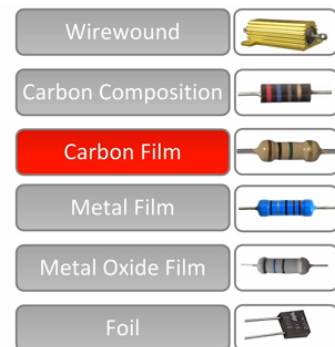 Wirewound
Carbon Composition
Carbon Film
Metal Film
Metal Oxide Film
Foil